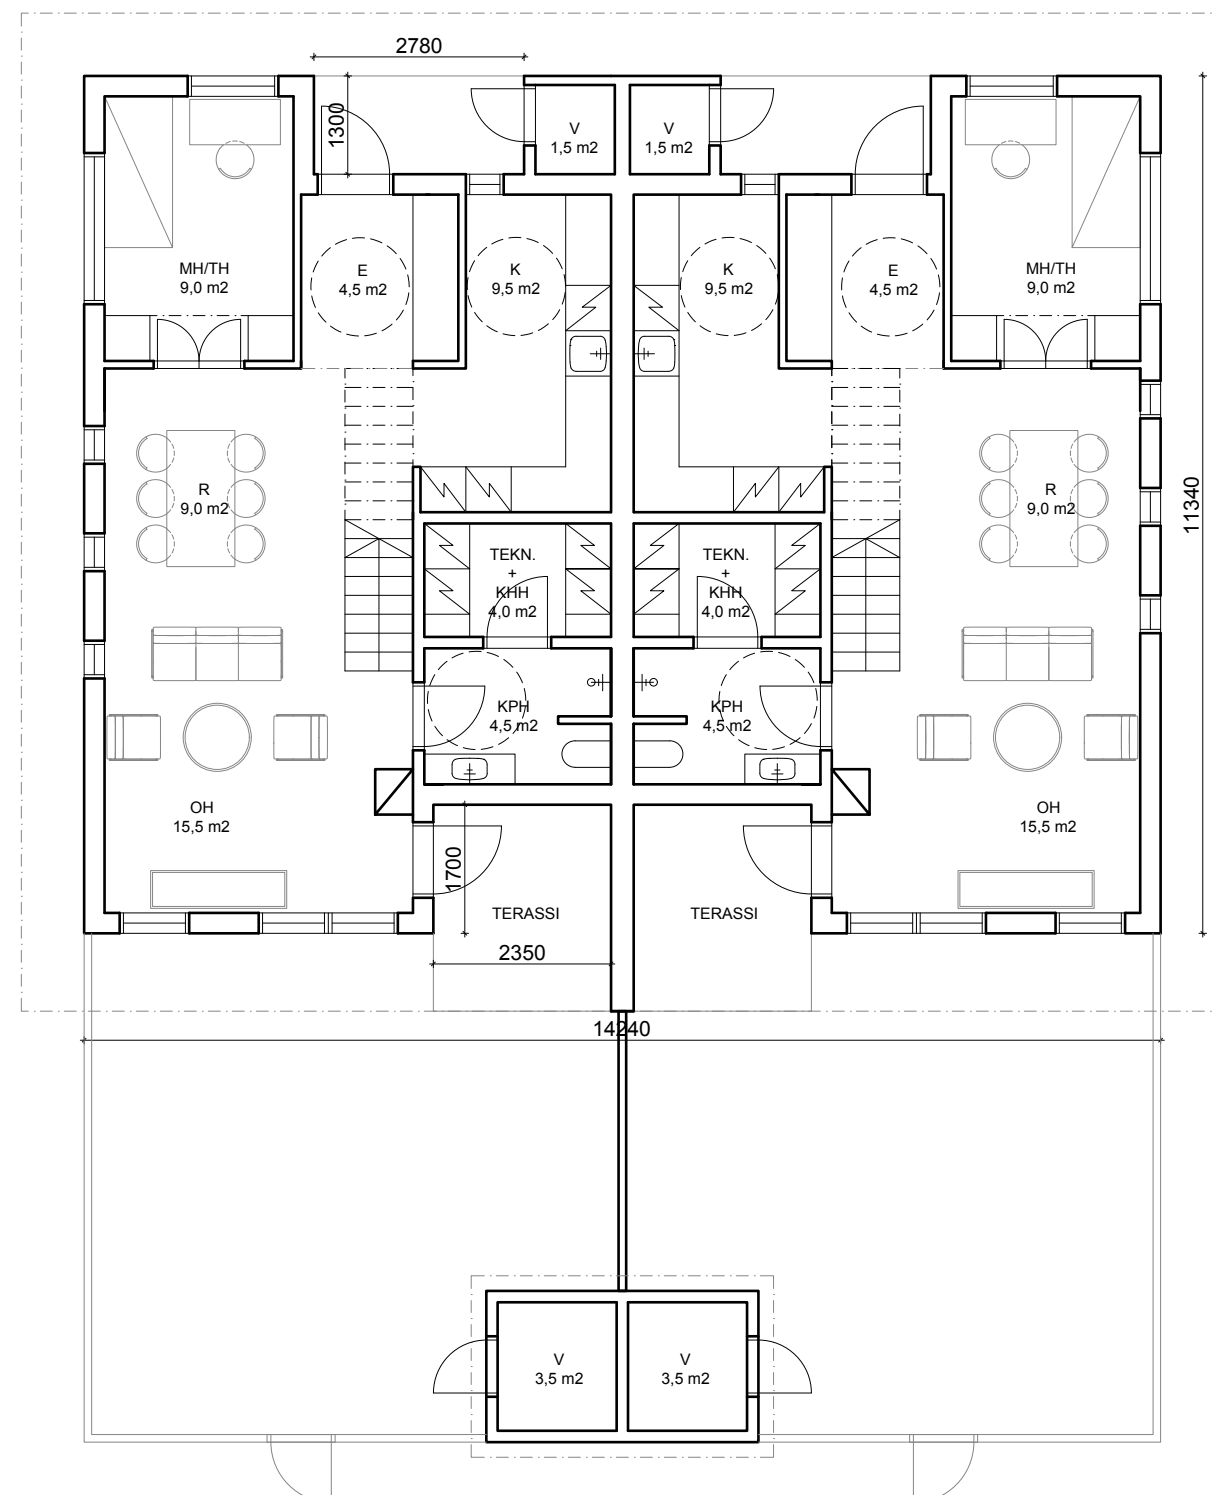 2780
1300
V
1,5 m2
V
1,5 m2
MH/TH
9,0 m2
E
4,5 m2
K
9,5 m2
K
9,5 m2
E
4,5 m2
MH/TH
9,0 m2
R
9,0 m2
R
9,0 m2
11340
TEKN.
+
KHH
4,0 m2
TEKN.
+
KHH
4,0 m2
KPH
4,5 m2
KPH
4,5 m2
OH
15,5 m2
OH
15,5 m2
1700
TERASSI
TERASSI
2350
14240
V
3,5 m2
V
3,5 m2